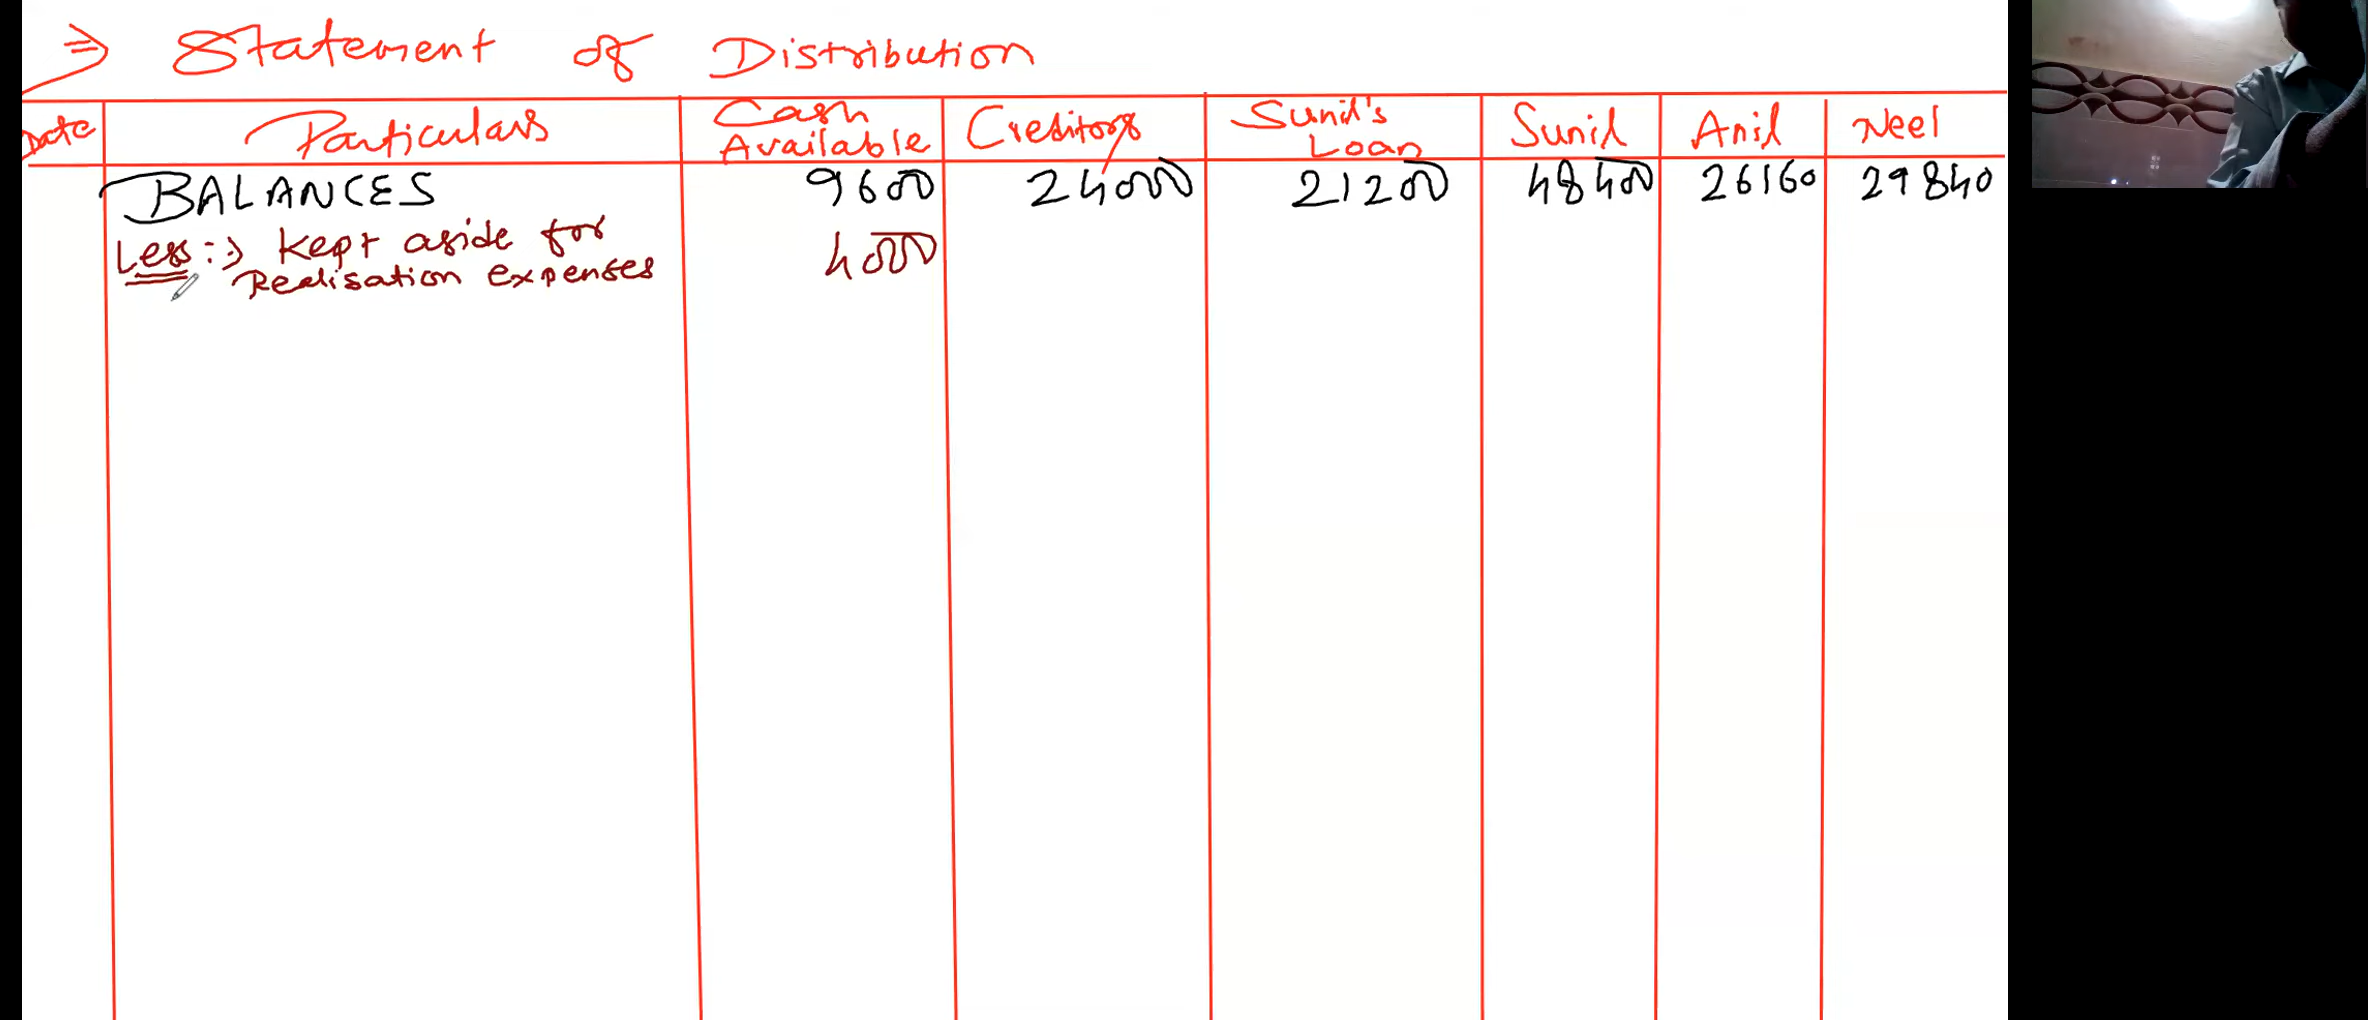 ⇒ Statement of Distribution
Date Particulars Cash Available Creditors Sunil's Loan Sunil Anil Neel
BALANCES 9600 24000 21200 48400 26160 29840
Less :⇒ Kept aside for 4000
Realisation expenses